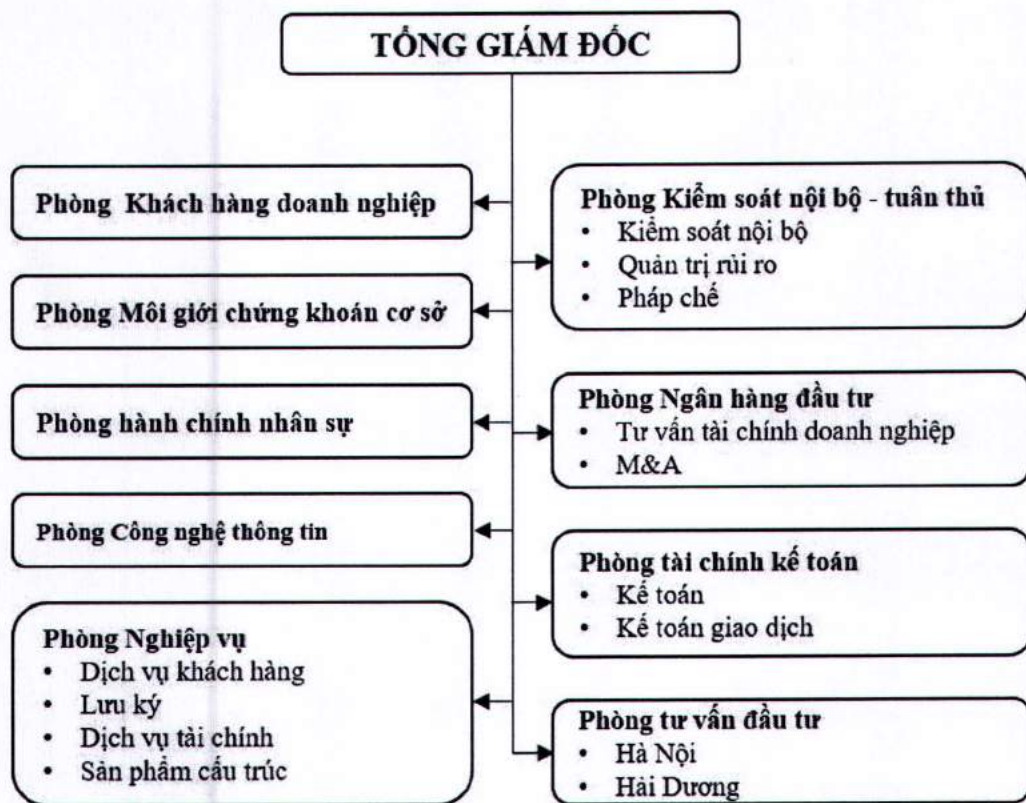 TỔNG GIÁM ĐỐC
Phòng Khách hàng doanh nghiệp
Phòng Môi giới chứng khoán cơ sở
Phòng hành chính nhân sự
Phòng Công nghệ thông tin
Phòng Nghiệp vụ
• Dịch vụ khách hàng
• Lưu ký
• Dịch vụ tài chính
• Sản phẩm cấu trúc
Phòng Kiểm soát nội bộ - tuân thủ
• Kiểm soát nội bộ
• Quản trị rủi ro
• Pháp chế
Phòng Ngân hàng đầu tư
• Tư vấn tài chính doanh nghiệp
• M&A
Phòng tài chính kế toán
• Kế toán
• Kế toán giao dịch
Phòng tư vấn đầu tư
• Hà Nội
• Hải Dương